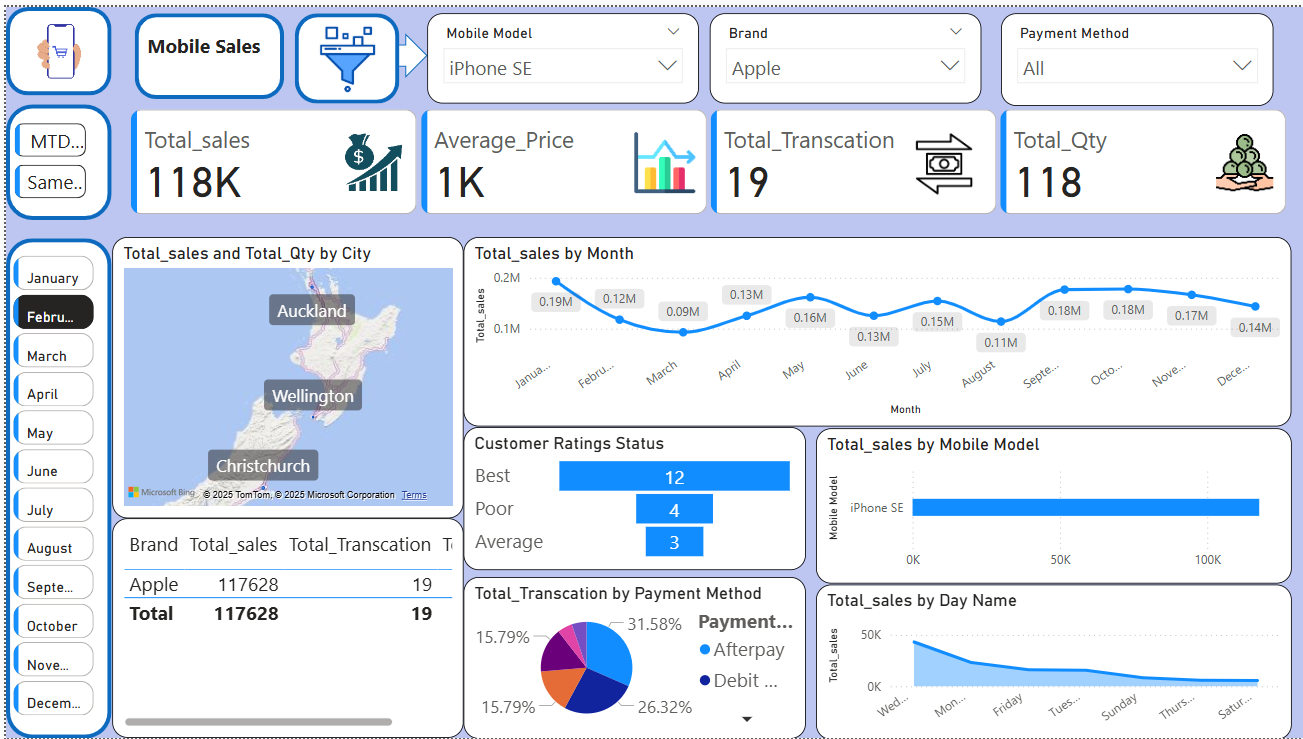 Mobile Sales
Mobile Model
iPhone SE
Brand
Apple
Payment Method
All
MTD...
Same..
Total_sales
118K
Average_Price
1K
Total_Transcation
19
Total_Qty
118
January
Febru...
March
April
May
June
July
August
Septe...
October
Nove...
Decem...
Total_sales and Total_Qty by City
Auckland
Wellington
Christchurch
Microsoft Bing © 2025 TomTom, © 2025 Microsoft Corporation Terms
Total_sales by Month
Total_sales
0.2M
0.1M
0.19M
0.12M
0.09M
0.13M
0.16M
0.13M
0.15M
0.11M
0.18M
0.18M
0.17M
0.14M
Janua...
Febru...
March
April
May
June
July
August
Septe...
Octo...
Nove...
Dece...
Month
Customer Ratings Status
Best 12
Poor 4
Average 3
Total_sales by Mobile Model
Mobile Model
iPhone SE
0K 50K 100K
Brand Total_sales Total_Transcation
Apple 117628 19
Total 117628 19
Total_Transcation by Payment Method
31.58%
26.32%
15.79%
15.79%
Payment...
Afterpay
Debit ...
Total_sales by Day Name
Total_sales
50K
0K
Wed...
Mon...
Friday
Tues...
Sunday
Thurs...
Satur...